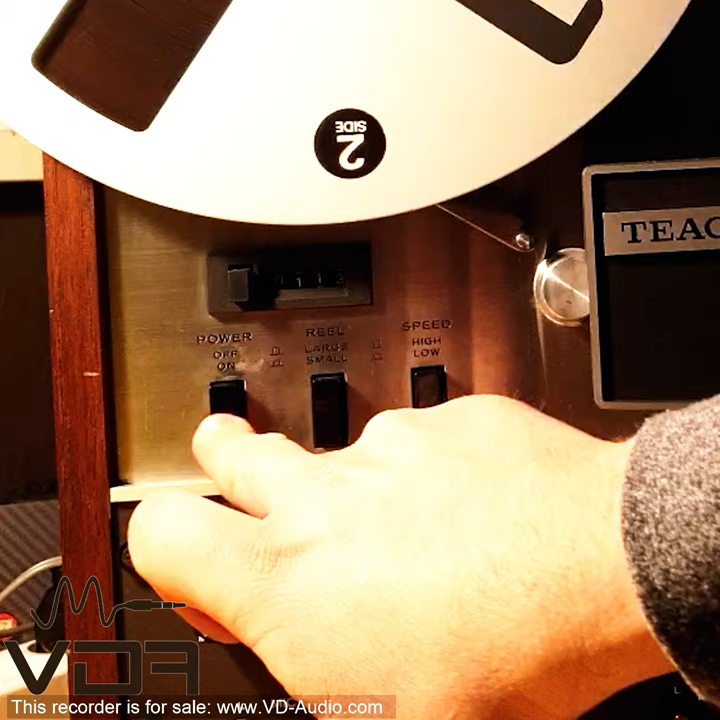 2
SIDE
TEAC
POWER
OFF
ON
REEL
LARGE
SMALL
SPEED
HIGH
LOW
VDA
This recorder is for sale: www.VD-Audio.com